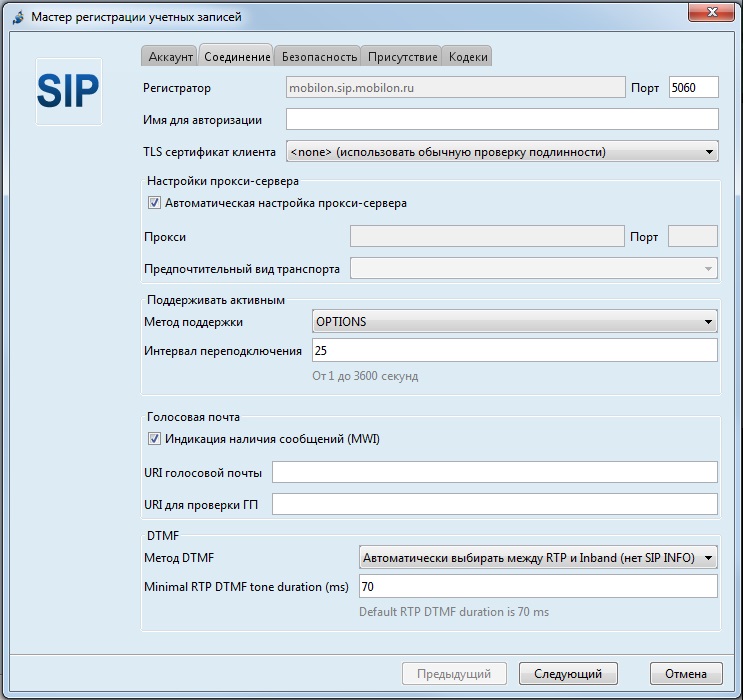 Мастер регистрации учетных записей
SIP
Аккаунт Соединение Безопасность Присутствие Кодеки
Регистратор mobilon.sip.mobilon.ru Порт 5060
Имя для авторизации
TLS сертификат клиента <none> (использовать обычную проверку подлинности)
Настройки прокси-сервера
Автоматическая настройка прокси-сервера
Прокси Порт
Предпочтительный вид транспорта
Поддерживать активным
Метод поддержки OPTIONS
Интервал переподключения 25
От 1 до 3600 секунд
Голосовая почта
Индикация наличия сообщений (MWI)
URI голосовой почты
URI для проверки ГП
DTMF
Метод DTMF Автоматически выбирать между RTP и Inband (нет SIP INFO)
Minimal RTP DTMF tone duration (ms) 70
Default RTP DTMF duration is 70 ms
Предыдущий Следующий Отмена